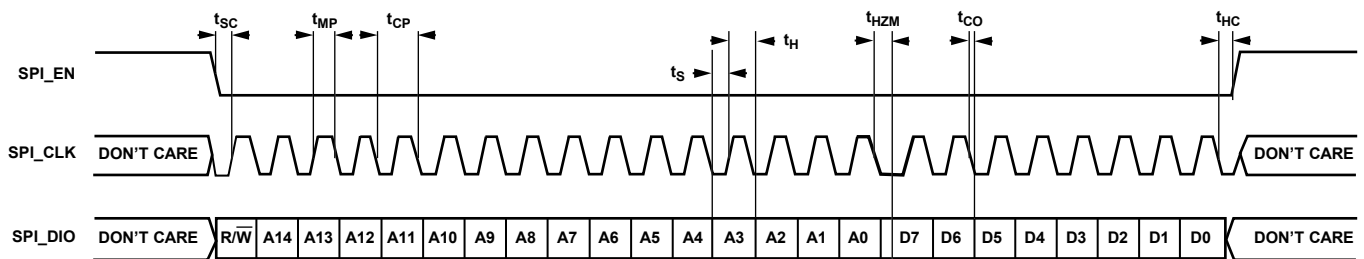 tSC tMP tCP tHZM tCO tHC
tH
tS
SPI_EN
SPI_CLK DON'T CARE DON'T CARE
SPI_DIO DON'T CARE R/W̅ A14 A13 A12 A11 A10 A9 A8 A7 A6 A5 A4 A3 A2 A1 A0 D7 D6 D5 D4 D3 D2 D1 D0 DON'T CARE